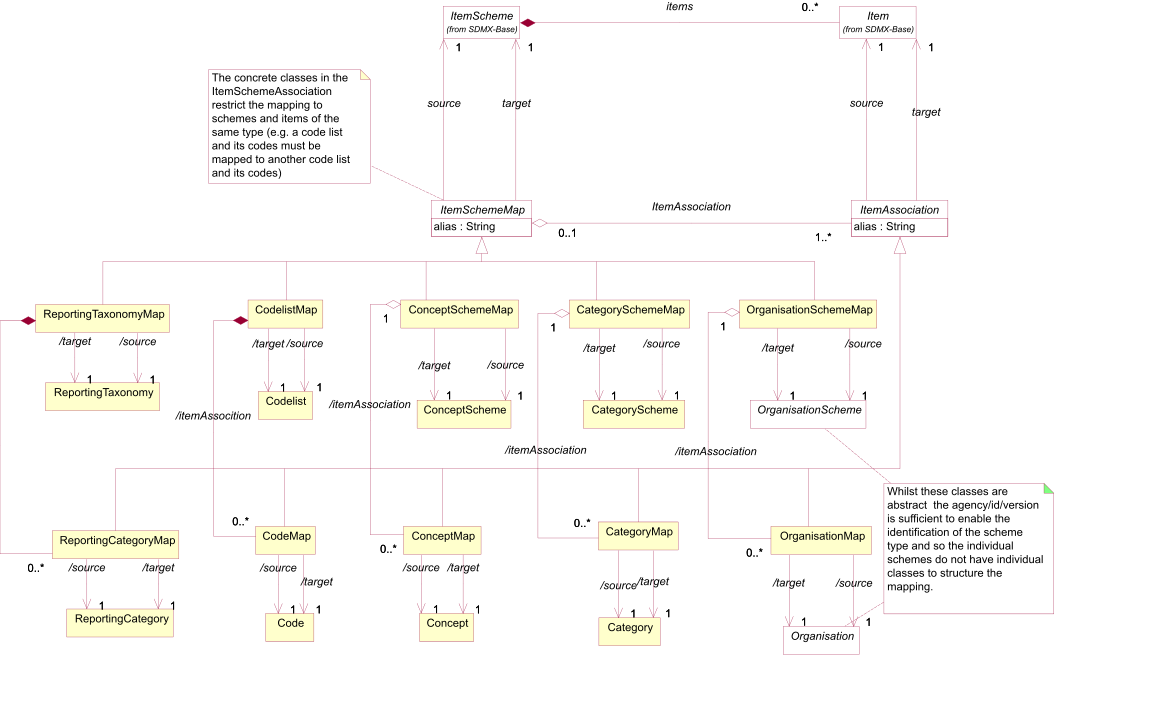 items
ItemScheme
(from SDMX-Base)
0..*
Item
(from SDMX-Base)
1
1
1
1
The concrete classes in the
ItemSchemeAssociation
restrict the mapping to
schemes and items of the
same type (e.g. a code list
and its codes must be
mapped to another code list
and its codes)
source
target
source
target
ItemSchemeMap
alias : String
ItemAssociation
0..1
1..*
ItemAssociation
alias : String
ReportingTaxonomyMap
CodelistMap
ConceptSchemeMap
CategorySchemeMap
OrganisationSchemeMap
1
1
1
/target
/source
/target
/source
/target
/source
/target
/source
/target
/source
1
1
1
1
1
1
1
1
1
1
ReportingTaxonomy
Codelist
ConceptScheme
CategoryScheme
OrganisationScheme
/itemAssocition
/itemAssociation
/itemAssociation
/itemAssociation
Whilst these classes are
abstract the agency/id/version
is sufficient to enable the
identification of the scheme
type and so the individual
schemes do not have individual
classes to structure the
mapping.
0..*
0..*
0..*
0..*
0..*
ReportingCategoryMap
CodeMap
ConceptMap
CategoryMap
OrganisationMap
/source
/target
/source
/target
/source
/target
/source
/target
/target
/source
1
1
1
1
1
1
1
1
1
1
ReportingCategory
Code
Concept
Category
Organisation